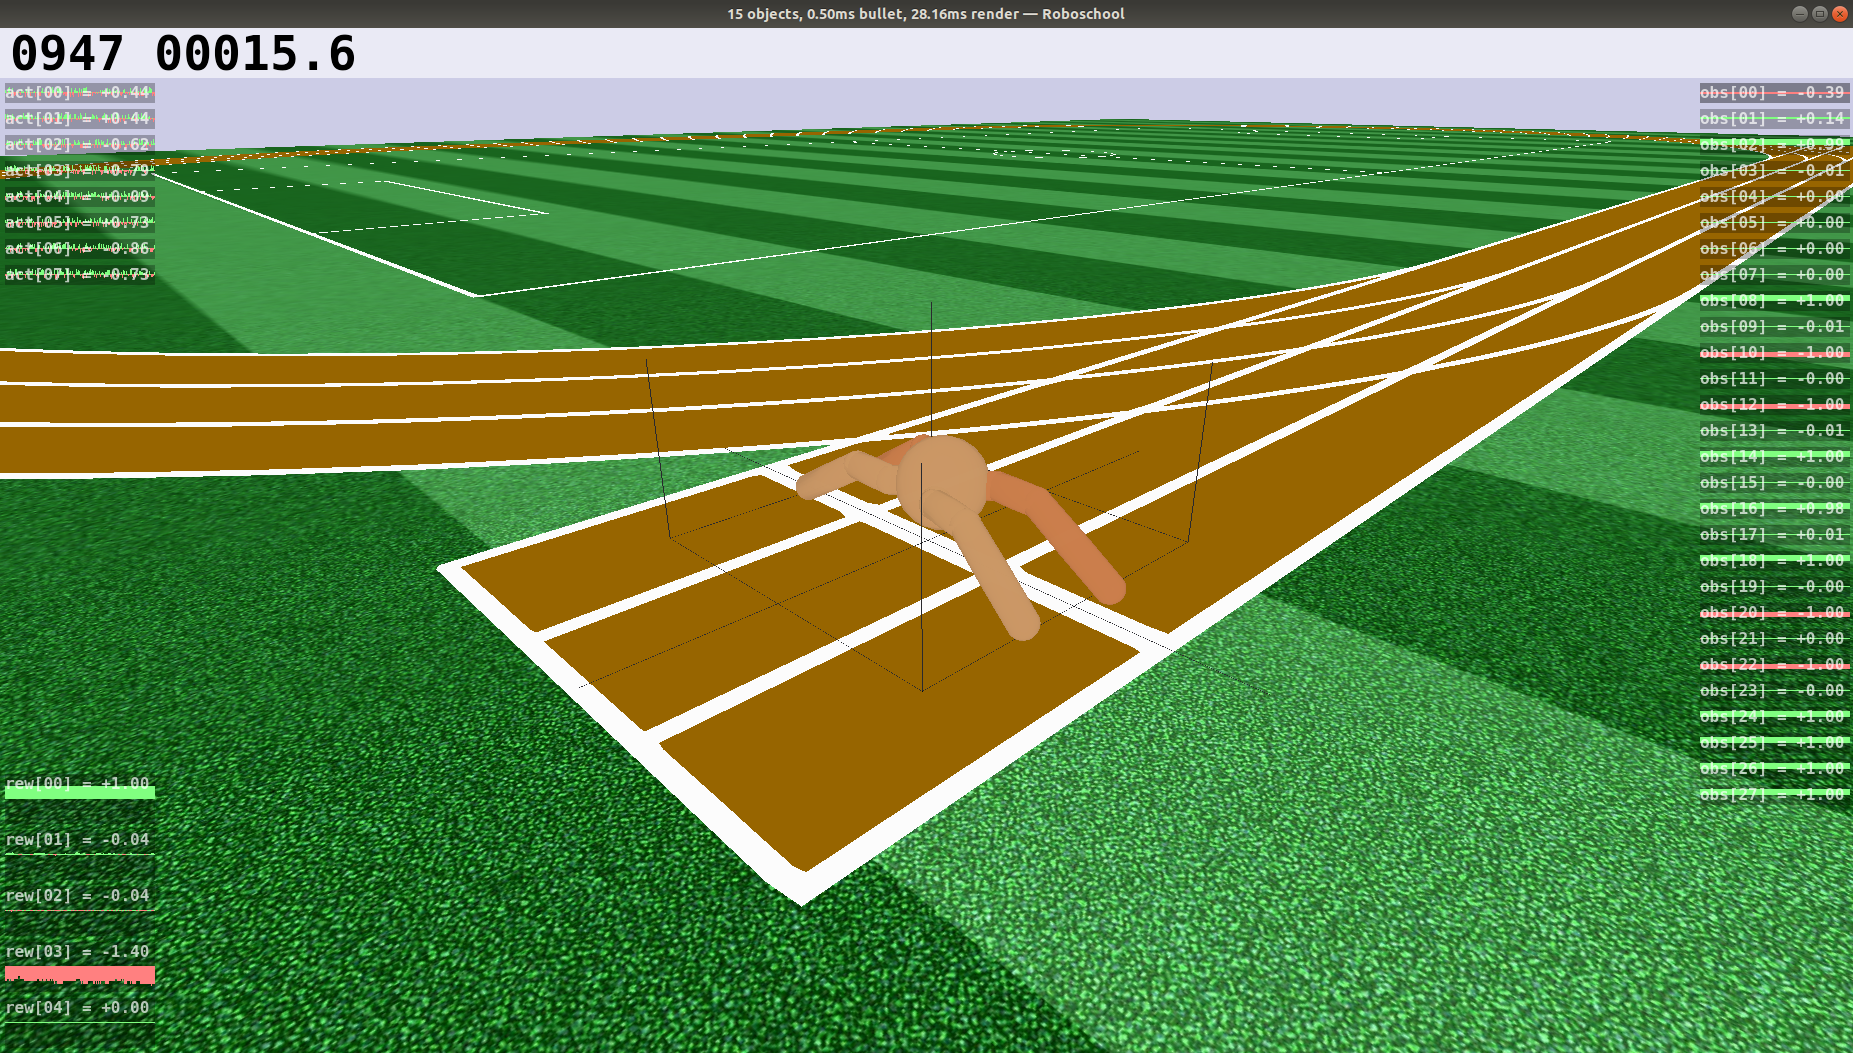 15 objects, 0.50ms bullet, 28.16ms render — Roboschool
0947 00015.6
act[00] = +0.44
act[01] = +0.44
act[02] = -0.62
act[03] = +0.79
act[04] = +0.09
act[05] = +0.73
act[06] = -0.86
act[07] = -0.73
rew[00] = +1.00
rew[01] = -0.04
rew[02] = -0.04
rew[03] = -1.40
rew[04] = +0.00
obs[00] = -0.39
obs[01] = +0.14
obs[02] = +0.99
obs[03] = -0.01
obs[04] = +0.00
obs[05] = +0.00
obs[06] = +0.00
obs[07] = +0.00
obs[08] = +1.00
obs[09] = -0.01
obs[10] = -1.00
obs[11] = -0.00
obs[12] = -1.00
obs[13] = -0.01
obs[14] = +1.00
obs[15] = -0.00
obs[16] = +0.98
obs[17] = +0.01
obs[18] = +1.00
obs[19] = -0.00
obs[20] = -1.00
obs[21] = +0.00
obs[22] = -1.00
obs[23] = -0.00
obs[24] = +1.00
obs[25] = +1.00
obs[26] = +1.00
obs[27] = +1.00